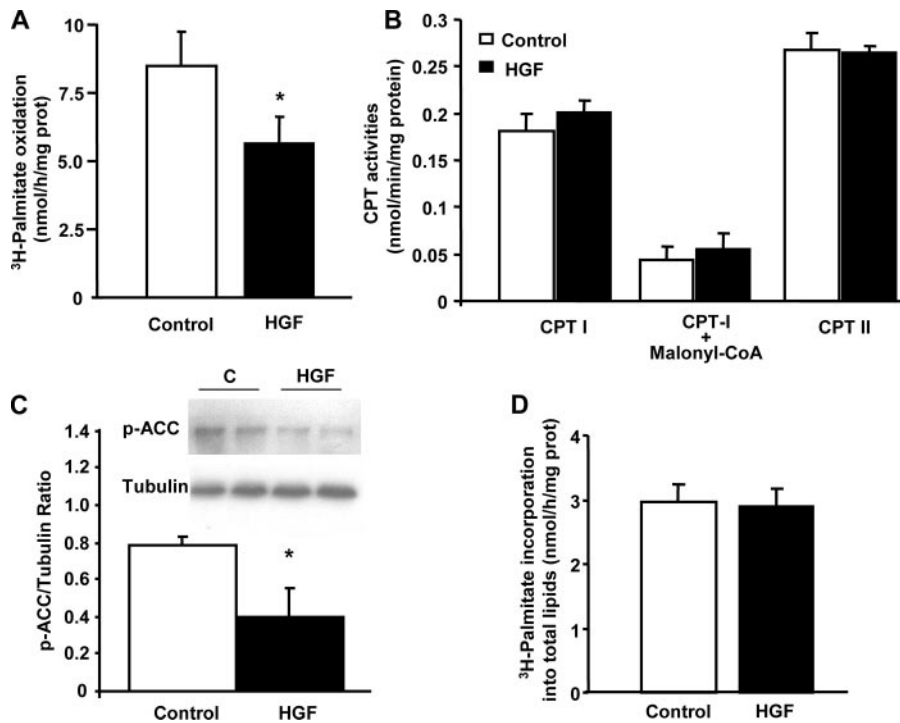 A
³H-Palmitate oxidation
(nmol/h/mg prot)
10
7.5
5.0
2.5
0
*
Control
HGF
B
CPT activities
(nmol/min/mg protein)
0.25
0.2
0.15
0.1
0.05
0
Control
HGF
CPT I
CPT-I
+
Malonyl-CoA
CPT II
C
p-ACC/Tubulin Ratio
1.4
1.2
1.0
0.8
0.6
0.4
0.4
0
C
HGF
p-ACC
Tubulin
*
Control
HGF
D
³H-Palmitate incorporation
into total lipids (nmol/h/mg prot)
4
3
2
1
0
Control
HGF